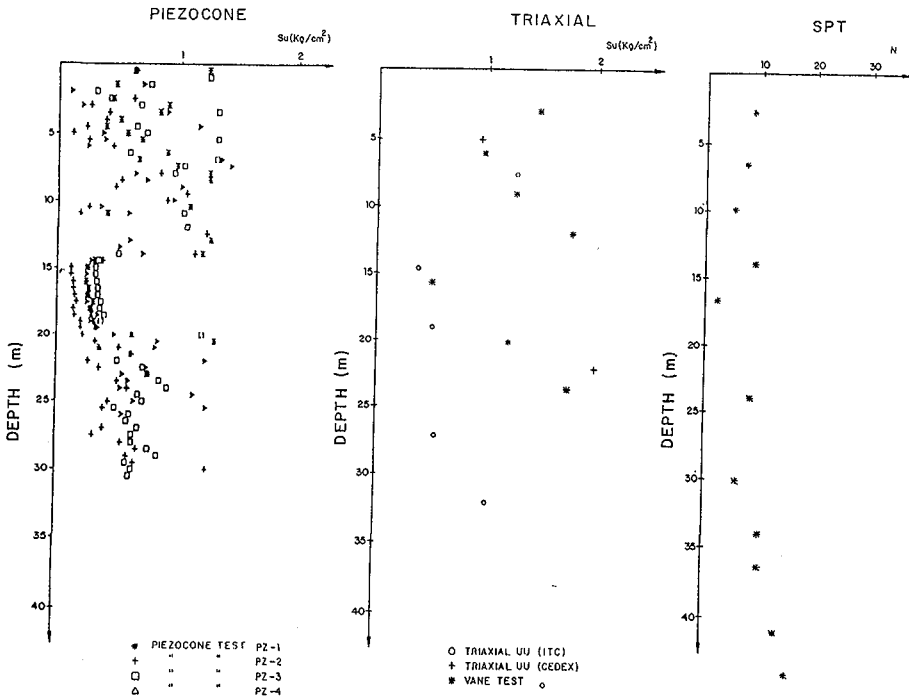 PIEZOCONE
Su(Kg/cm²)
1
2
5
10
15
20
25
30
35
40
DEPTH (m)
PIEZOCONE TEST PZ-1
" " PZ-2
" " PZ-3
" " PZ-4
TRIAXIAL
Su(Kg/cm²)
1
2
5
10
15
20
25
30
35
40
DEPTH (m)
TRIAXIAL UU (ITC)
TRIAXIAL UU (CEDEX)
VANE TEST
SPT
N
0
10
20
30
5
10
15
20
25
30
35
40
DEPTH (m)